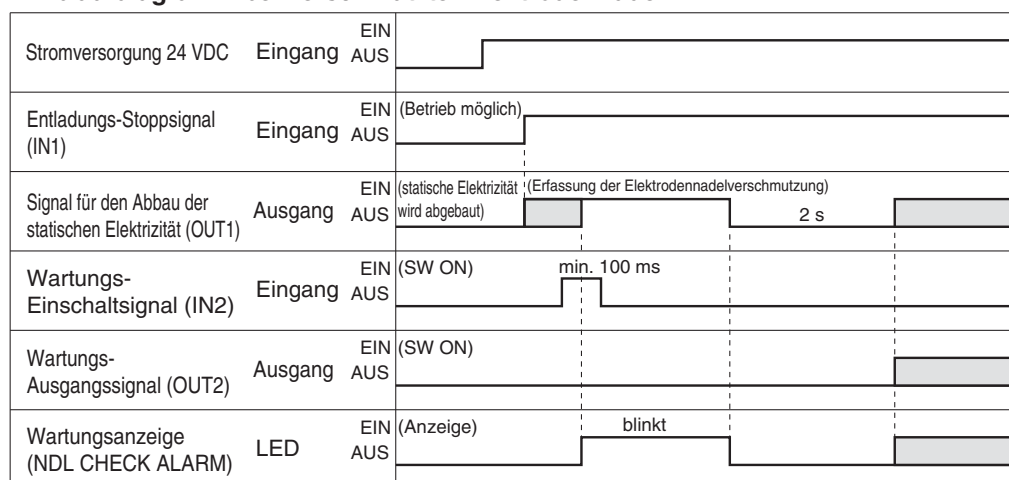 Stromversorgung 24 VDC Eingang EIN
AUS
Entladungs-Stoppsignal
(IN1) Eingang EIN
AUS (Betrieb möglich)
Signal für den Abbau der
statischen Elektrizität (OUT1) Ausgang EIN
AUS (statische Elektrizität
wird abgebaut) (Erfassung der Elektrodennadelverschmutzung)
2 s
Wartungs-
Einschaltsignal (IN2) Eingang EIN
AUS (SW ON) min. 100 ms
Wartungs-
Ausgangssignal (OUT2) Ausgang EIN
AUS (SW ON)
Wartungsanzeige
(NDL CHECK ALARM) LED EIN
AUS (Anzeige) blinkt